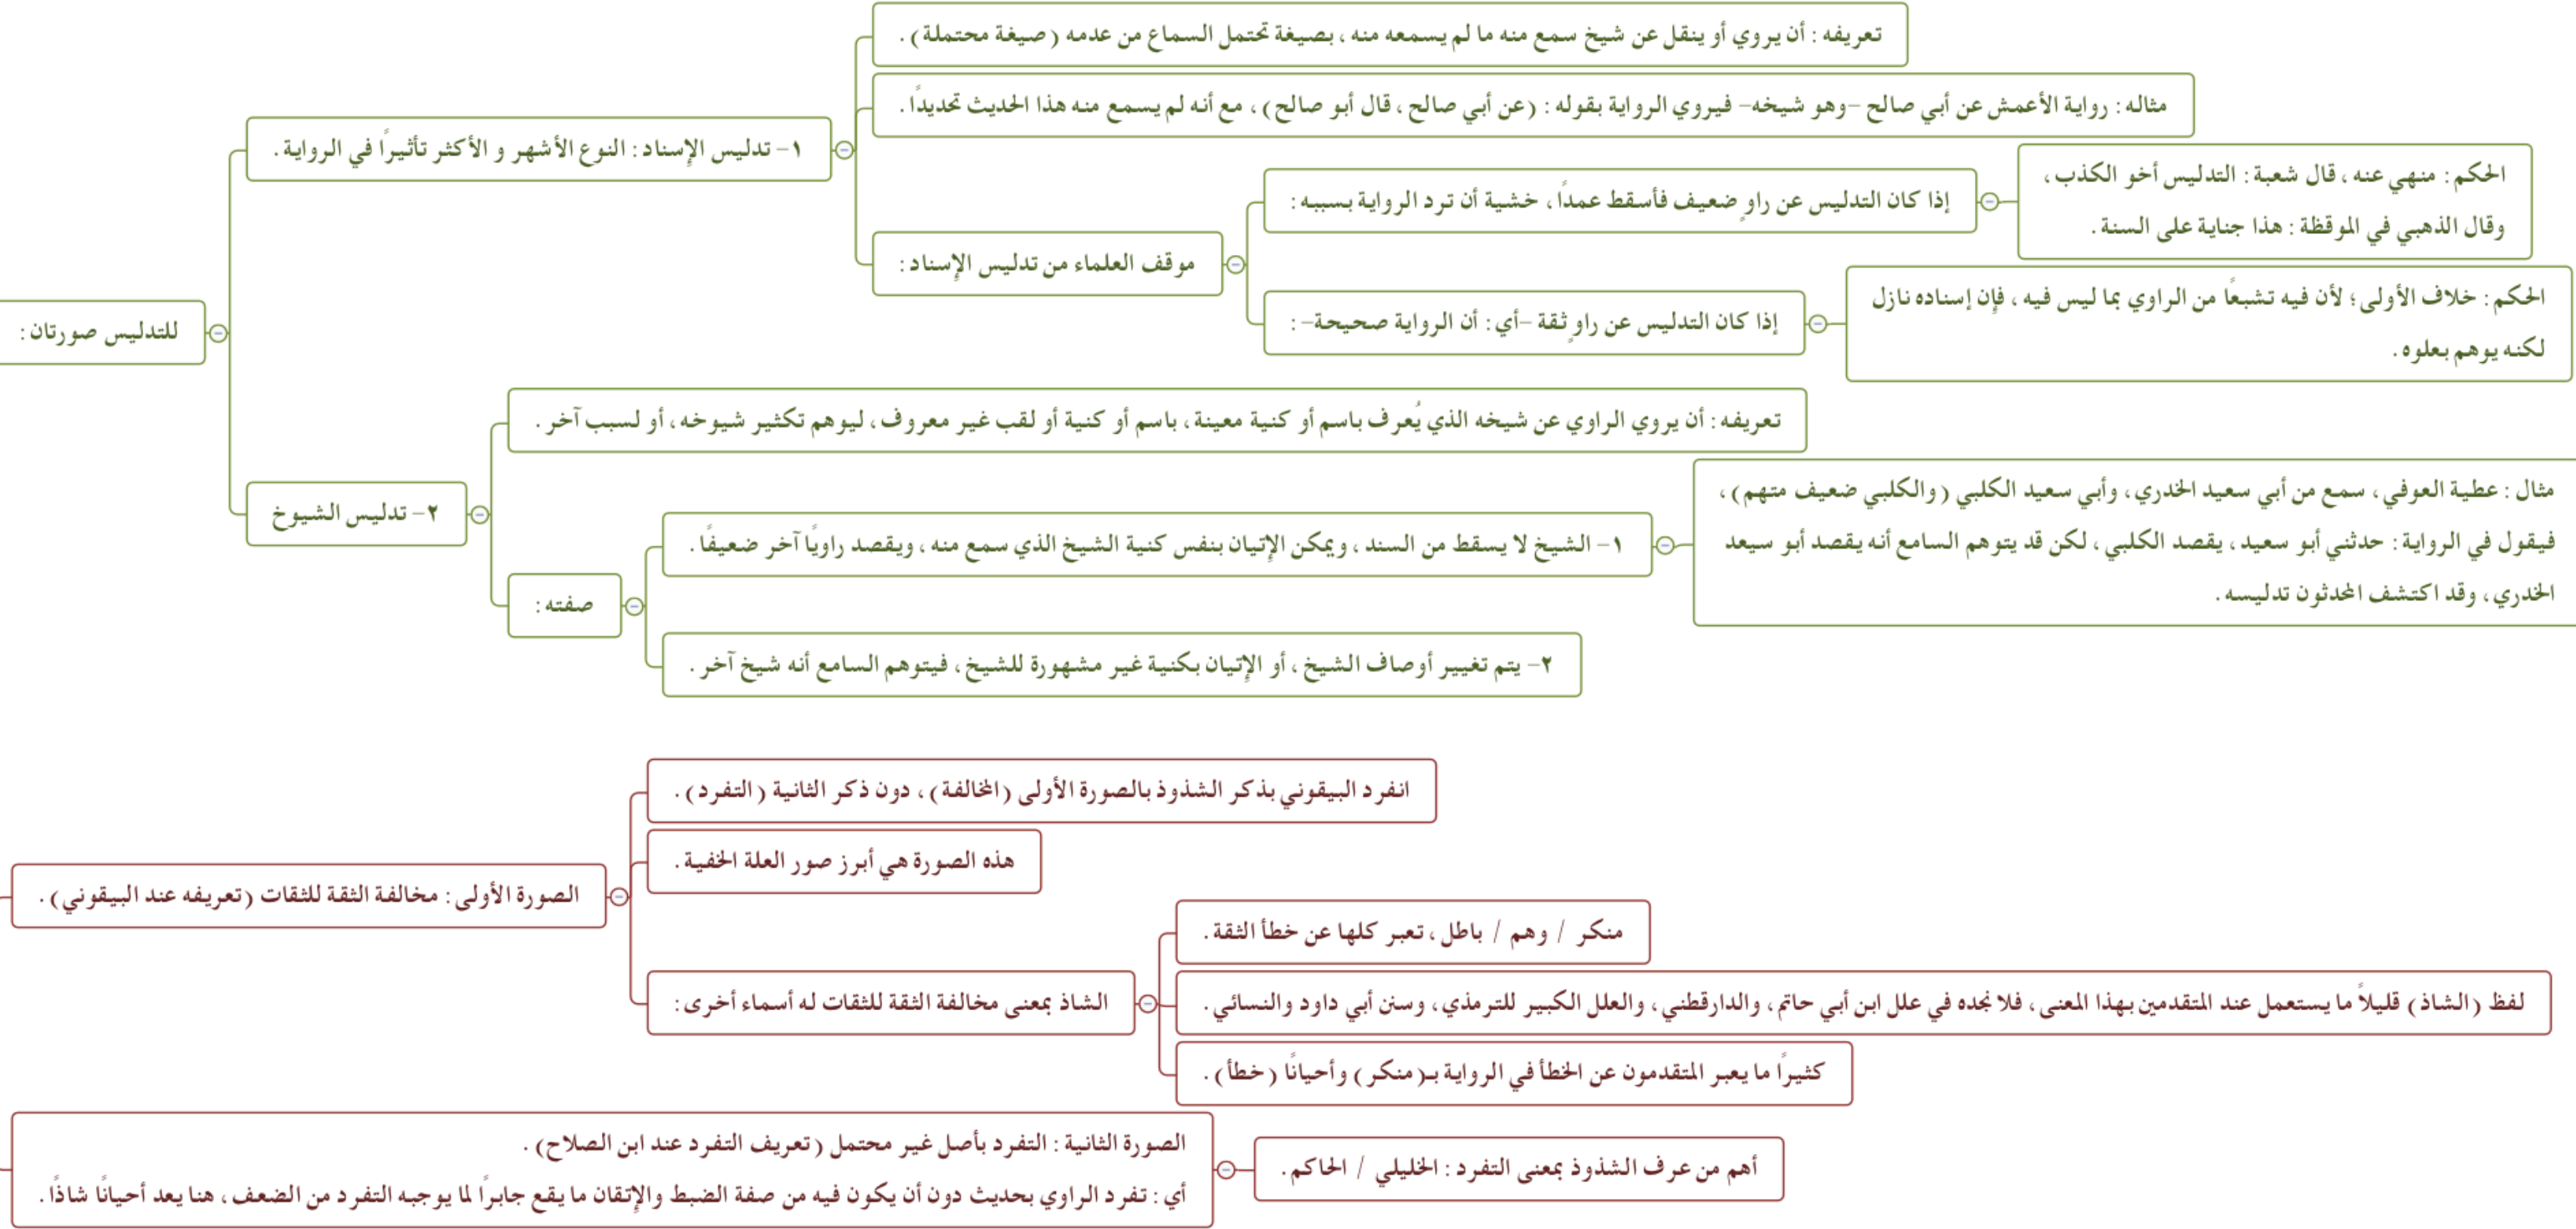 للتدليس صورتان:
١- تدليس الإسناد: النوع الأشهر و الأكثر تأثيرًا في الرواية.
تعريفه: أن يروي أو ينقل عن شيخ سمع منه ما لم يسمعه منه، بصيغة تحتمل السماع من عدمه (صيغة محتملة).
مثاله: رواية الأعمش عن أبي صالح -وهو شيخه- فيروي الرواية بقوله: (عن أبي صالح، قال أبو صالح)، مع أنه لم يسمع منه هذا الحديث تحديدًا.
موقف العلماء من تدليس الإسناد:
إذا كان التدليس عن راوٍ ضعيف فأسقط عمدًا، خشية أن ترد الرواية بسببه:
الحكم: منهي عنه، قال شعبة: التدليس أخو الكذب،
وقال الذهبي في الموقظة: هذا جناية على السنة.
إذا كان التدليس عن راوٍ ثقة -أي: أن الرواية صحيحة-:
الحكم: خلاف الأولى؛ لأن فيه تشبعًا من الراوي بما ليس فيه، فإن إسناده نازل
لكنه يوهم بعلوه.
٢- تدليس الشيوخ
تعريفه: أن يروي الراوي عن شيخه الذي يُعرف باسم أو كنية معينة، باسم أو كنية أو لقب غير معروف، ليوهم تكثير شيوخه، أو لسبب آخر.
صفته:
١- الشيخ لا يسقط من السند، ويمكن الإتيان بنفس كنية الشيخ الذي سمع منه، ويقصد راويًا آخر ضعيفًا.
مثال: عطية العوفي، سمع من أبي سعيد الخدري، وأبي سعيد الكلبي (والكلبي ضعيف متهم)،
فيقول في الرواية: حدثني أبو سعيد، يقصد الكلبي، لكن قد يتوهم السامع أنه يقصد أبو سيعد
الخدري، وقد اكتشف المحدثون تدليسه.
٢- يتم تغيير أوصاف الشيخ، أو الإتيان بكنية غير مشهورة للشيخ، فيتوهم السامع أنه شيخ آخر.
الصورة الأولى: مخالفة الثقة للثقات (تعريفه عند البيقوني).
انفرد البيقوني بذكر الشذوذ بالصورة الأولى (المخالفة)، دون ذكر الثانية (التفرد).
هذه الصورة هي أبرز صور العلة الخفية.
الشاذ بمعنى مخالفة الثقة للثقات له أسماء أخرى:
منكر / وهم / باطل، تعبر كلها عن خطأ الثقة.
لفظ (الشاذ) قليلاً ما يستعمل عند المتقدمين بهذا المعنى، فلا نجده في علل ابن أبي حاتم، والدارقطني، والعلل الكبير للترمذي، وسنن أبي داود والنسائي.
كثيرًا ما يعبر المتقدمون عن الخطأ في الرواية بـ(منكر) وأحيانًا (خطأ).
الصورة الثانية: التفرد بأصل غير محتمل (تعريف التفرد عند ابن الصلاح).
أي: تفرد الراوي بحديث دون أن يكون فيه من صفة الضبط والإتقان ما يقع جابرًا لما يوجبه التفرد من الضعف، هنا يعد أحيانًا شاذًا.
أهم من عرف الشذوذ بمعنى التفرد: الخليلي / الحاكم.